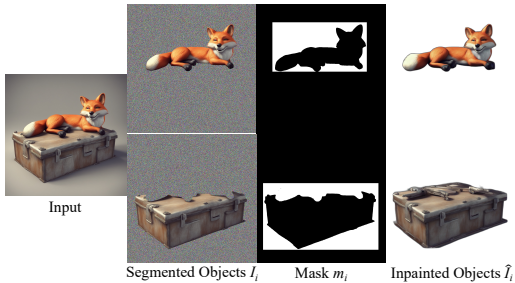 Input
Segmented Objects I_i
Mask m_i
Inpainted Objects Î_i